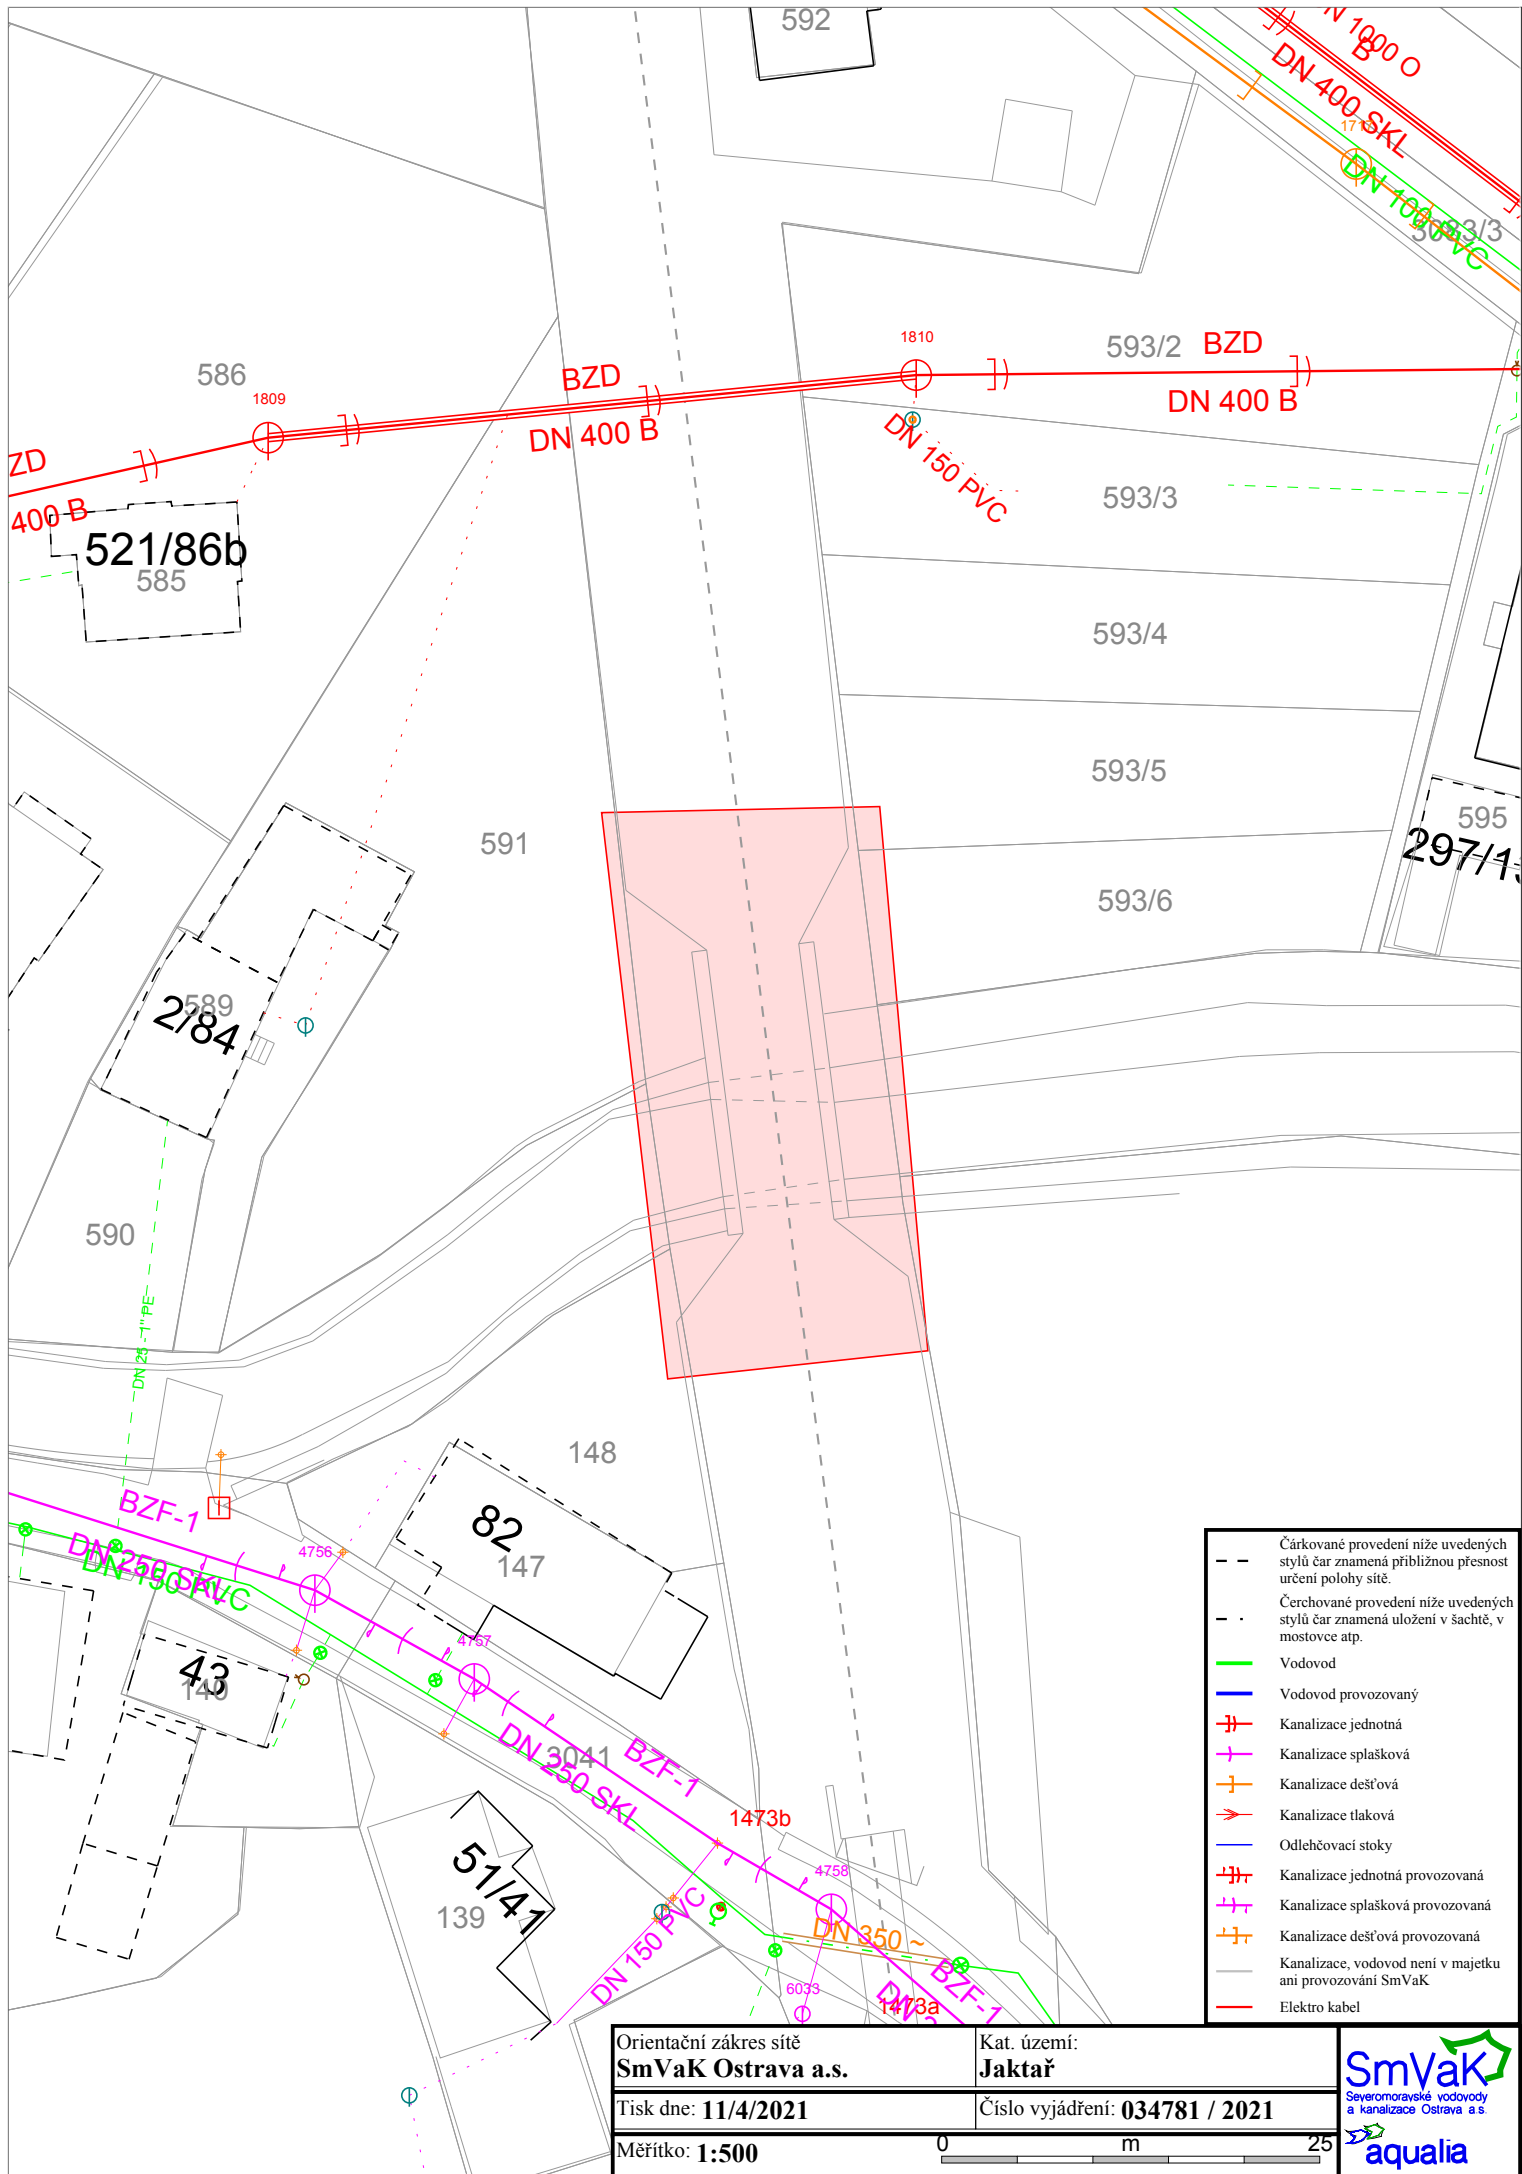 592
DN 400 SKL
DN 100 PVC
3083/3
1810
593/2
BZD
DN 400 B
586
1809
BZD
DN 400 B
ZD
400 B
DN 150 PVC
593/3
521/86b
585
593/4
593/5
595
591
593/6
589
2/84
590
DN 25 - 1" PE
148
BZF-1
DN 250 SKL
DN 150 PVC
4756
82
147
4757
43
140
3041
BZF-1
DN 250 SKL
1473b
51/41
139
4758
DN 150 PVC
DN 350 ~
BZF-1
6033
1473a
Čárkované provedení níže uvedených
stylů čar znamená přibližnou přesnost
určení polohy sítě.
Čerchované provedení níže uvedených
stylů čar znamená uložení v šachtě, v
mostovce atp.
Vodovod
Vodovod provozovaný
Kanalizace jednotná
Kanalizace splašková
Kanalizace dešťová
Kanalizace tlaková
Odlehčovací stoky
Kanalizace jednotná provozovaná
Kanalizace splašková provozovaná
Kanalizace dešťová provozovaná
Kanalizace, vodovod není v majetku
ani provozování SmVaK
Elektro kabel
Orientační zákres sítě
SmVaK Ostrava a.s.
Kat. území:
Jaktař
Tisk dne: 11/4/2021
Číslo vyjádření: 034781 / 2021
Měřítko: 1:500
0 m 25
SmVaK
Severomoravské vodovody
a kanalizace Ostrava a.s.
aqualia